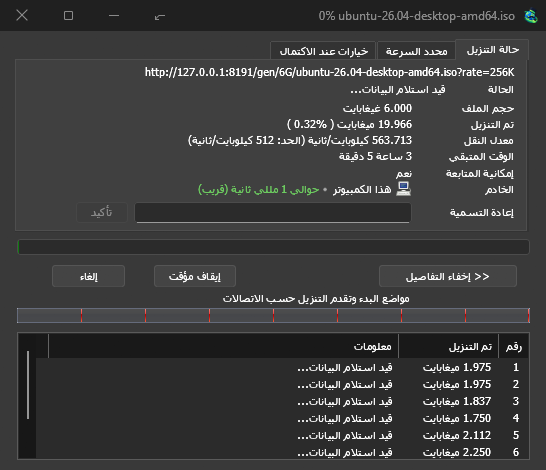 0% ubuntu-26.04-desktop-amd64.iso
حالة التنزيل
محدد السرعة
خيارات عند الاكتمال
http://127.0.0.1:8191/gen/6G/ubuntu-26.04-desktop-amd64.iso?rate=256K
الحالة قيد استلام البيانات...
حجم الملف 6.000 غيغابايت
تم التنزيل 19.966 ميغابايت ( 0.32% )
معدل النقل 563.713 كيلوبايت/ثانية (الحد: 512 كيلوبايت/ثانية)
الوقت المتبقي 3 ساعة 5 دقيقة
إمكانية المتابعة نعم
الخادم هذا الكمبيوتر • حوالي 1 مللي ثانية (قريب)
إعادة التسمية تأكيد
<< إخفاء التفاصيل إيقاف مؤقت إلغاء
مواضع البدء وتقدم التنزيل حسب الاتصالات
رقم تم التنزيل معلومات
1 1.975 ميغابايت قيد استلام البيانات...
2 1.975 ميغابايت قيد استلام البيانات...
3 1.837 ميغابايت قيد استلام البيانات...
4 1.750 ميغابايت قيد استلام البيانات...
5 2.112 ميغابايت قيد استلام البيانات...
6 2.250 ميغابايت قيد استلام البيانات...